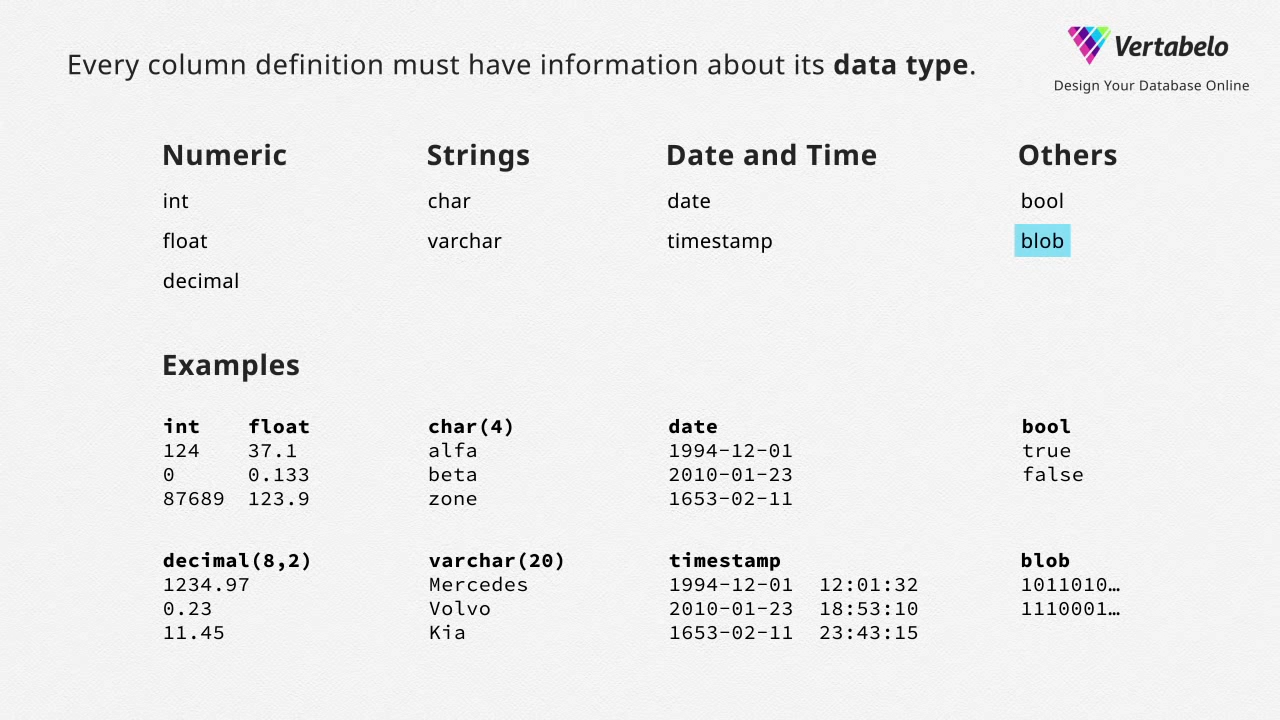 Every column definition must have information about its data type.
Vertabelo
Design Your Database Online
Numeric Strings Date and Time Others
int char date bool
float varchar timestamp blob
decimal
Examples
int float char(4) date bool
124 37.1 alfa 1994-12-01 true
0 0.133 beta 2010-01-23 false
87689 123.9 zone 1653-02-11
decimal(8,2) varchar(20) timestamp blob
1234.97 Mercedes 1994-12-01 12:01:32 1011010…
0.23 Volvo 2010-01-23 18:53:10 1110001…
11.45 Kia 1653-02-11 23:43:15